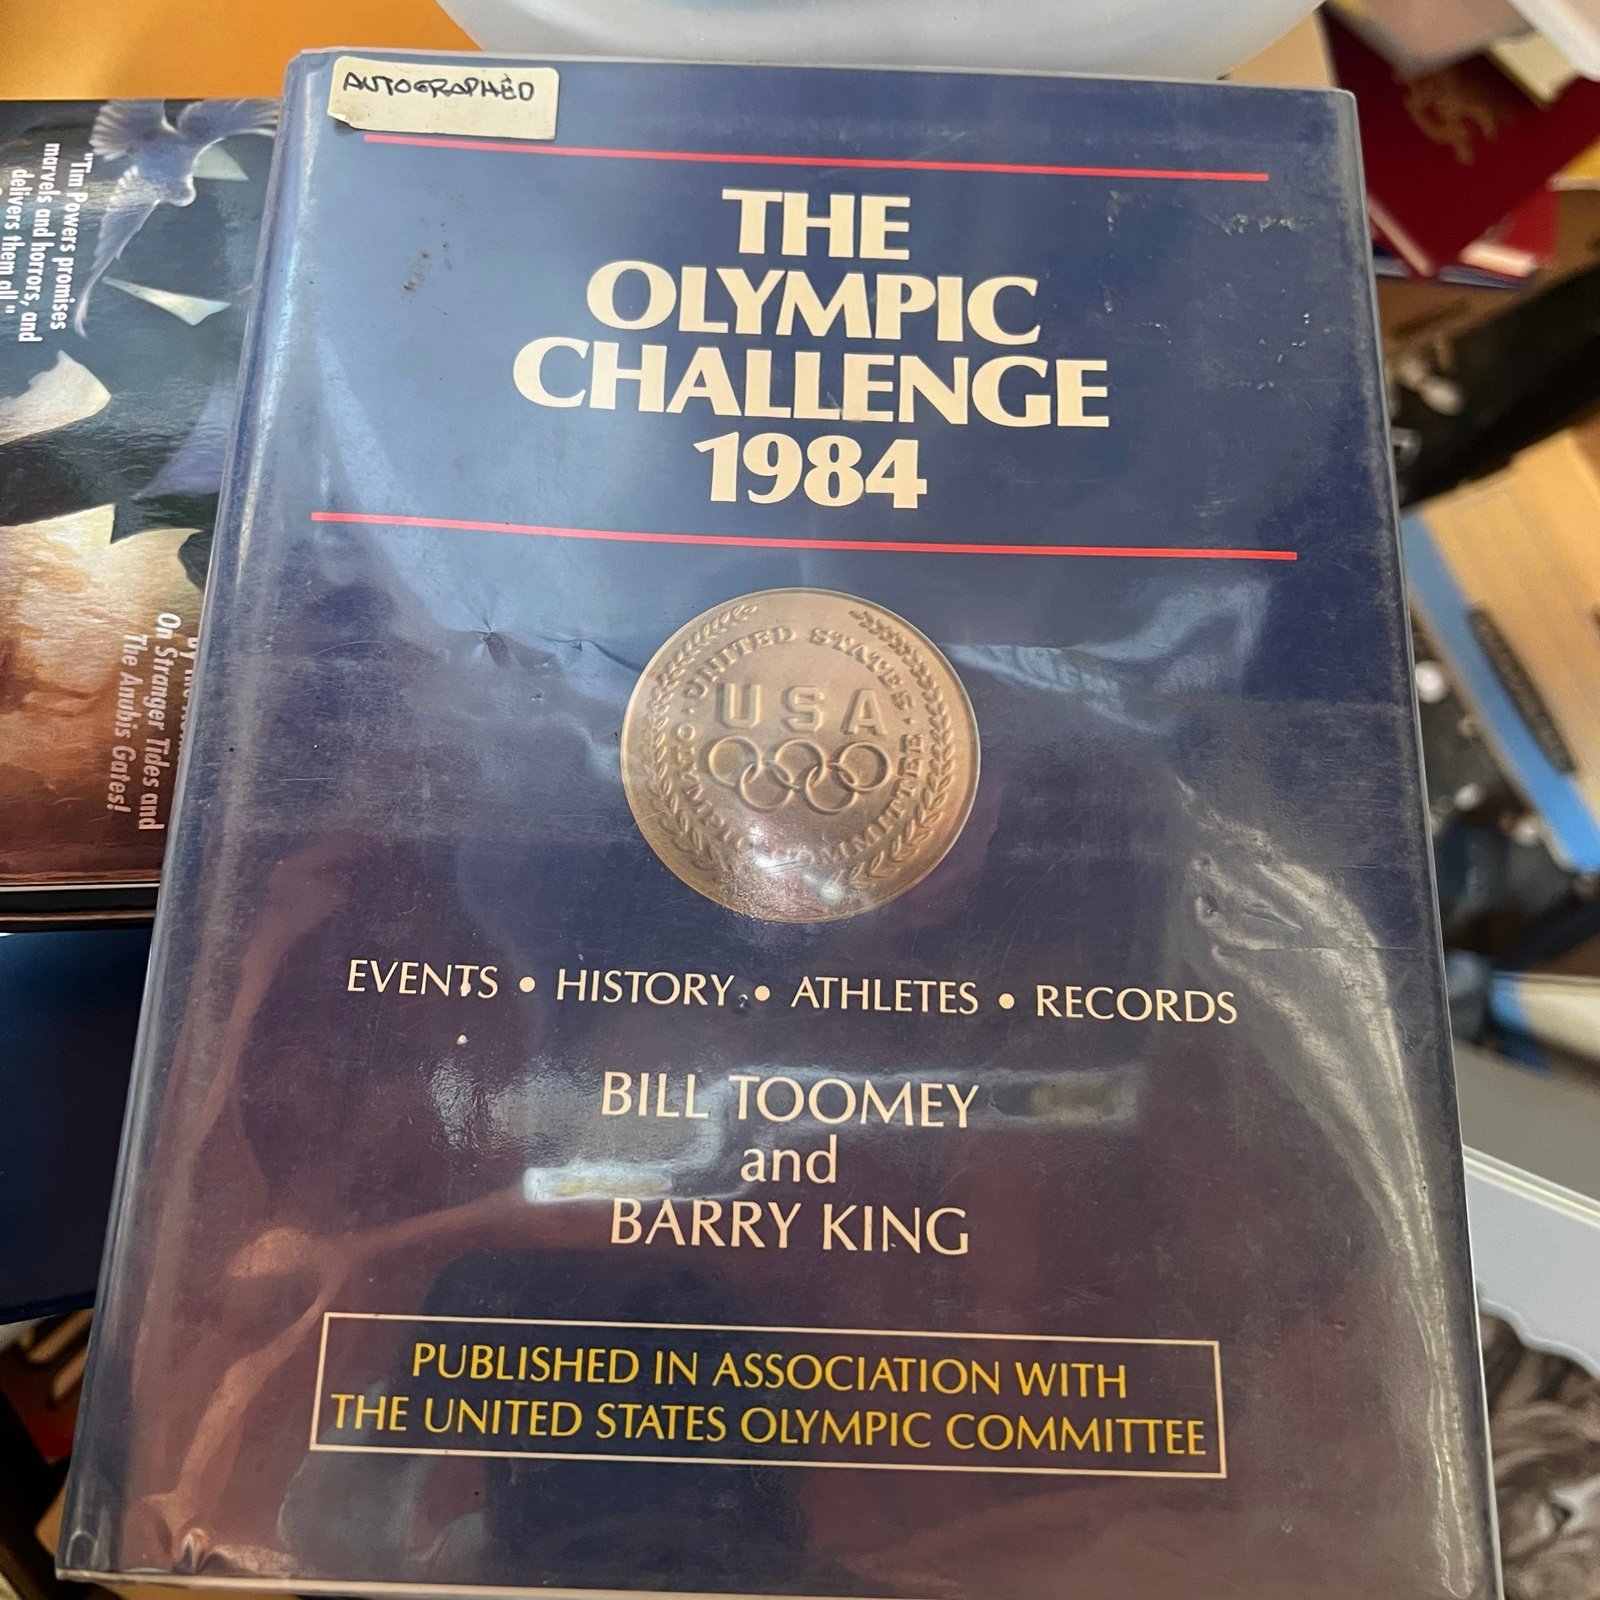 AUTOGRAPHED
THE
OLYMPIC
CHALLENGE
1984
UNITED STATES
USA
OLYMPIC COMMITTEE
EVENTS • HISTORY • ATHLETES • RECORDS
BILL TOOMEY
and
BARRY KING
PUBLISHED IN ASSOCIATION WITH
THE UNITED STATES OLYMPIC COMMITTEE
"Tim Powers promises
marvels and horrors, and
delivers them all."
On Stranger Tides and
The Anubis Gates!